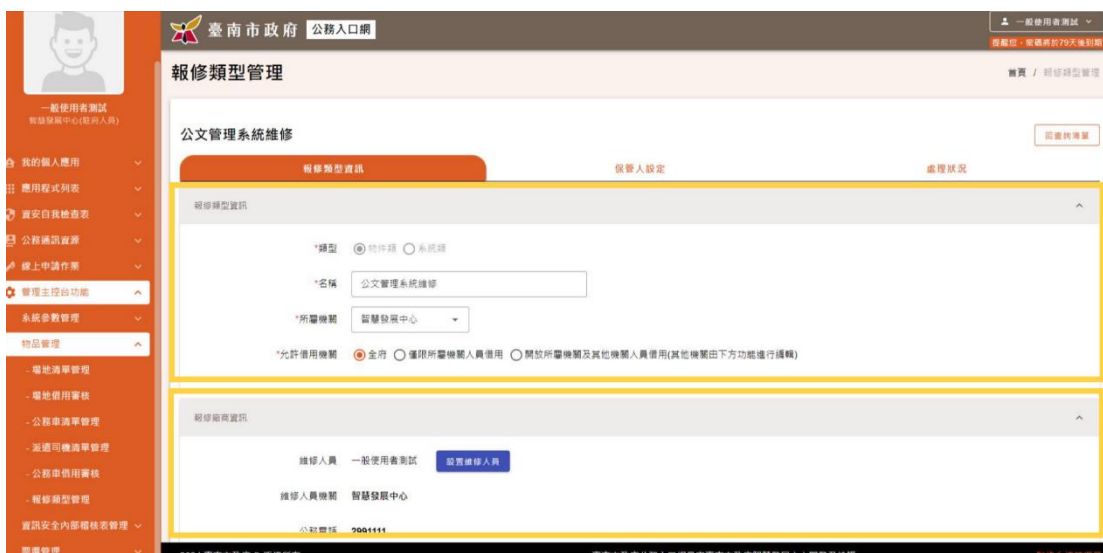 臺南市政府 公務入口網
一般使用者測試
提醒您，密碼將於79天後到期
報修類型管理
首頁 / 報修類型管理
一般使用者測試
智慧發展中心(駐府人員)
我的個人應用
應用程式列表
資安自我檢查表
公務通訊資源
線上申請作業
管理主控台功能
系統參數管理
物品管理
- 場地清單管理
- 場地借用審核
- 公務車清單管理
- 派遣司機清單管理
- 公務車借用審核
- 報修類型管理
資訊安全內部稽核表管理
公文管理系統維修
回查詢清單
報修類型資訊
保管人設定
處理狀況
報修類型資訊
*類型 物件類 系統類
*名稱 公文管理系統維修
*所屬機關 智慧發展中心
*允許借用機關 全府 僅限所屬機關人員借用 開放所屬機關及其他機關人員借用(其他機關由下方功能進行編輯)
報修廠商資訊
維修人員 一般使用者測試 設置維修人員
維修人員機關 智慧發展中心
公務電話 2991111